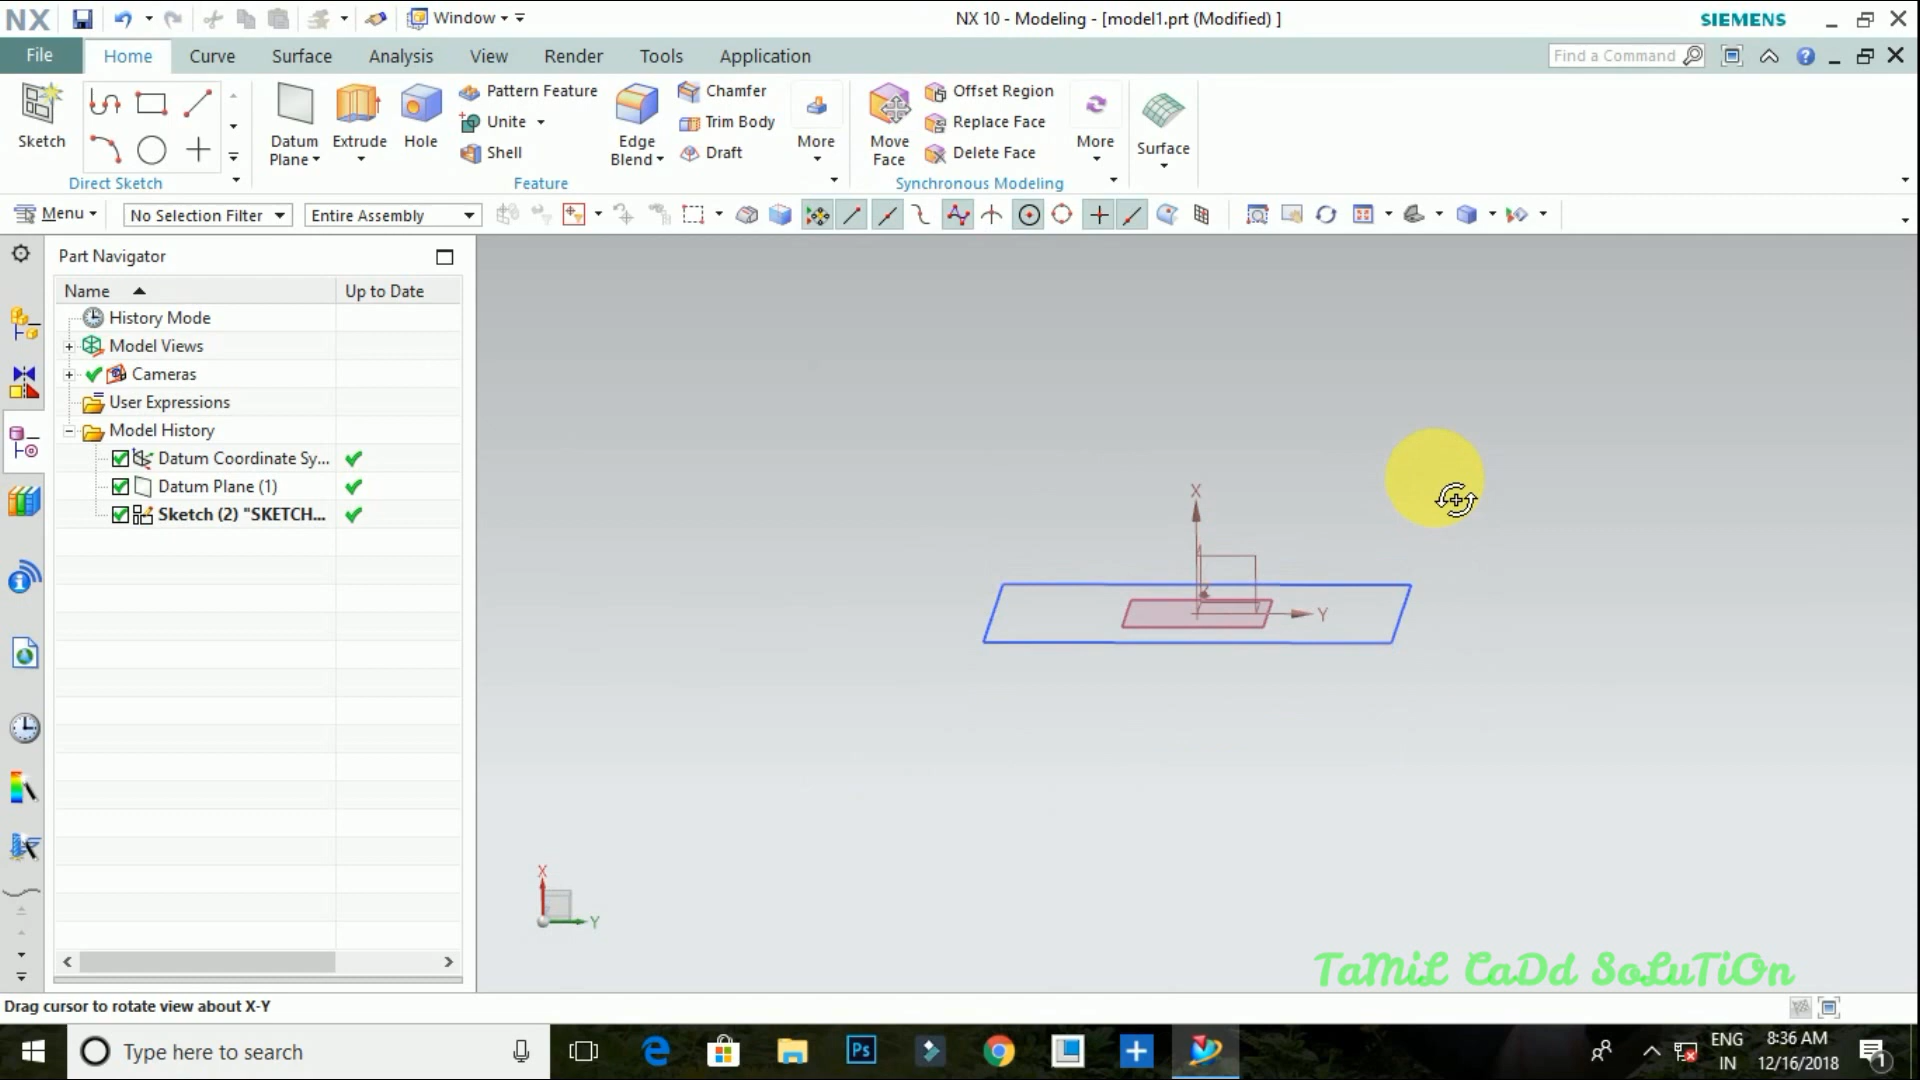 NX
Window
NX 10 - Modeling - [model1.prt (Modified) ]
SIEMENS
File
Home
Curve
Surface
Analysis
View
Render
Tools
Application
Find a Command
Sketch
Datum
Plane
Extrude
Hole
Pattern Feature
Unite
Shell
Edge
Blend
Chamfer
Trim Body
Draft
More
Move
Face
Offset Region
Replace Face
Delete Face
More
Surface
Direct Sketch
Feature
Synchronous Modeling
Menu
No Selection Filter
Entire Assembly
Part Navigator
Name
Up to Date
History Mode
Model Views
Cameras
User Expressions
Model History
Datum Coordinate Sy...
Datum Plane (1)
Sketch (2) "SKETCH...
X
Y
X
Y
TaMiL CaDd SoLuTiOn
Drag cursor to rotate view about X-Y
Type here to search
Ps
ENG
IN
8:36 AM
12/16/2018
1